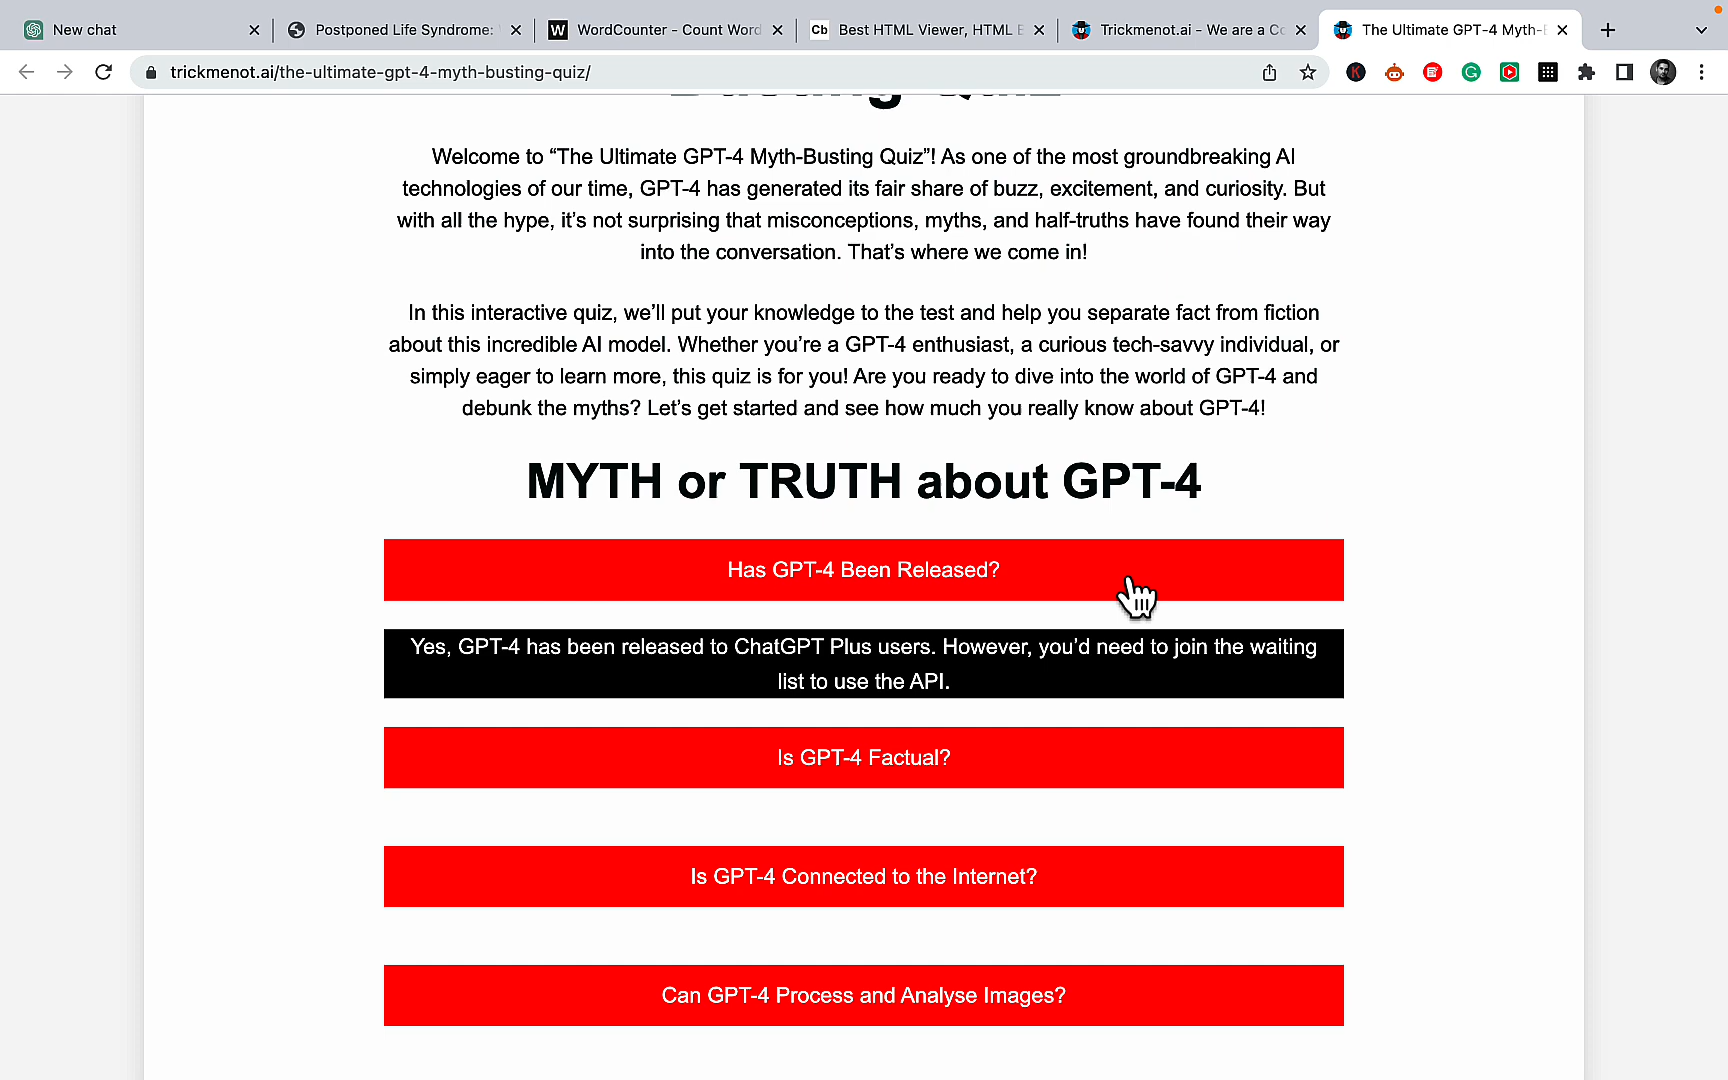 New chat
Postponed Life Syndrome:
WordCounter - Count Word
Best HTML Viewer, HTML E
Trickmenot.ai - We are a Co
The Ultimate GPT-4 Myth-
trickmenot.ai/the-ultimate-gpt-4-myth-busting-quiz/
Welcome to “The Ultimate GPT-4 Myth-Busting Quiz”! As one of the most groundbreaking AI
technologies of our time, GPT-4 has generated its fair share of buzz, excitement, and curiosity. But
with all the hype, it’s not surprising that misconceptions, myths, and half-truths have found their way
into the conversation. That’s where we come in!
In this interactive quiz, we’ll put your knowledge to the test and help you separate fact from fiction
about this incredible AI model. Whether you’re a GPT-4 enthusiast, a curious tech-savvy individual, or
simply eager to learn more, this quiz is for you! Are you ready to dive into the world of GPT-4 and
debunk the myths? Let’s get started and see how much you really know about GPT-4!
MYTH or TRUTH about GPT-4
Has GPT-4 Been Released?
Yes, GPT-4 has been released to ChatGPT Plus users. However, you’d need to join the waiting
list to use the API.
Is GPT-4 Factual?
Is GPT-4 Connected to the Internet?
Can GPT-4 Process and Analyse Images?